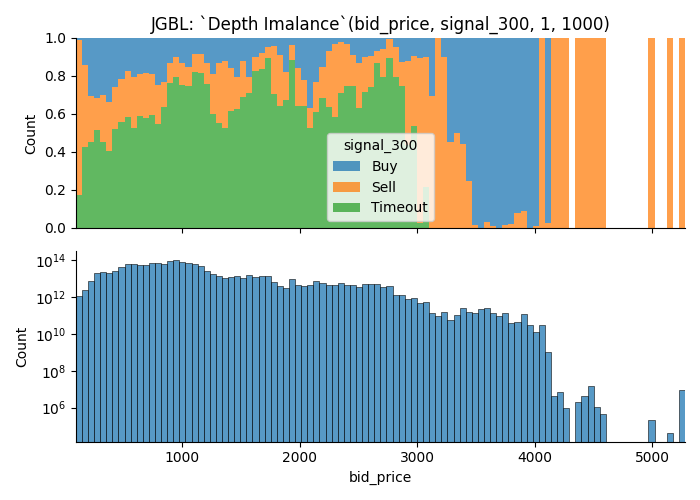 JGBL: `Depth Imalance`(bid_price, signal_300, 1, 1000)
1.0
0.8
0.6
0.4
0.2
0.0
Count
signal_300
Buy
Sell
Timeout
10^14
10^12
10^10
10^8
10^6
Count
1000 2000 3000 4000 5000
bid_price